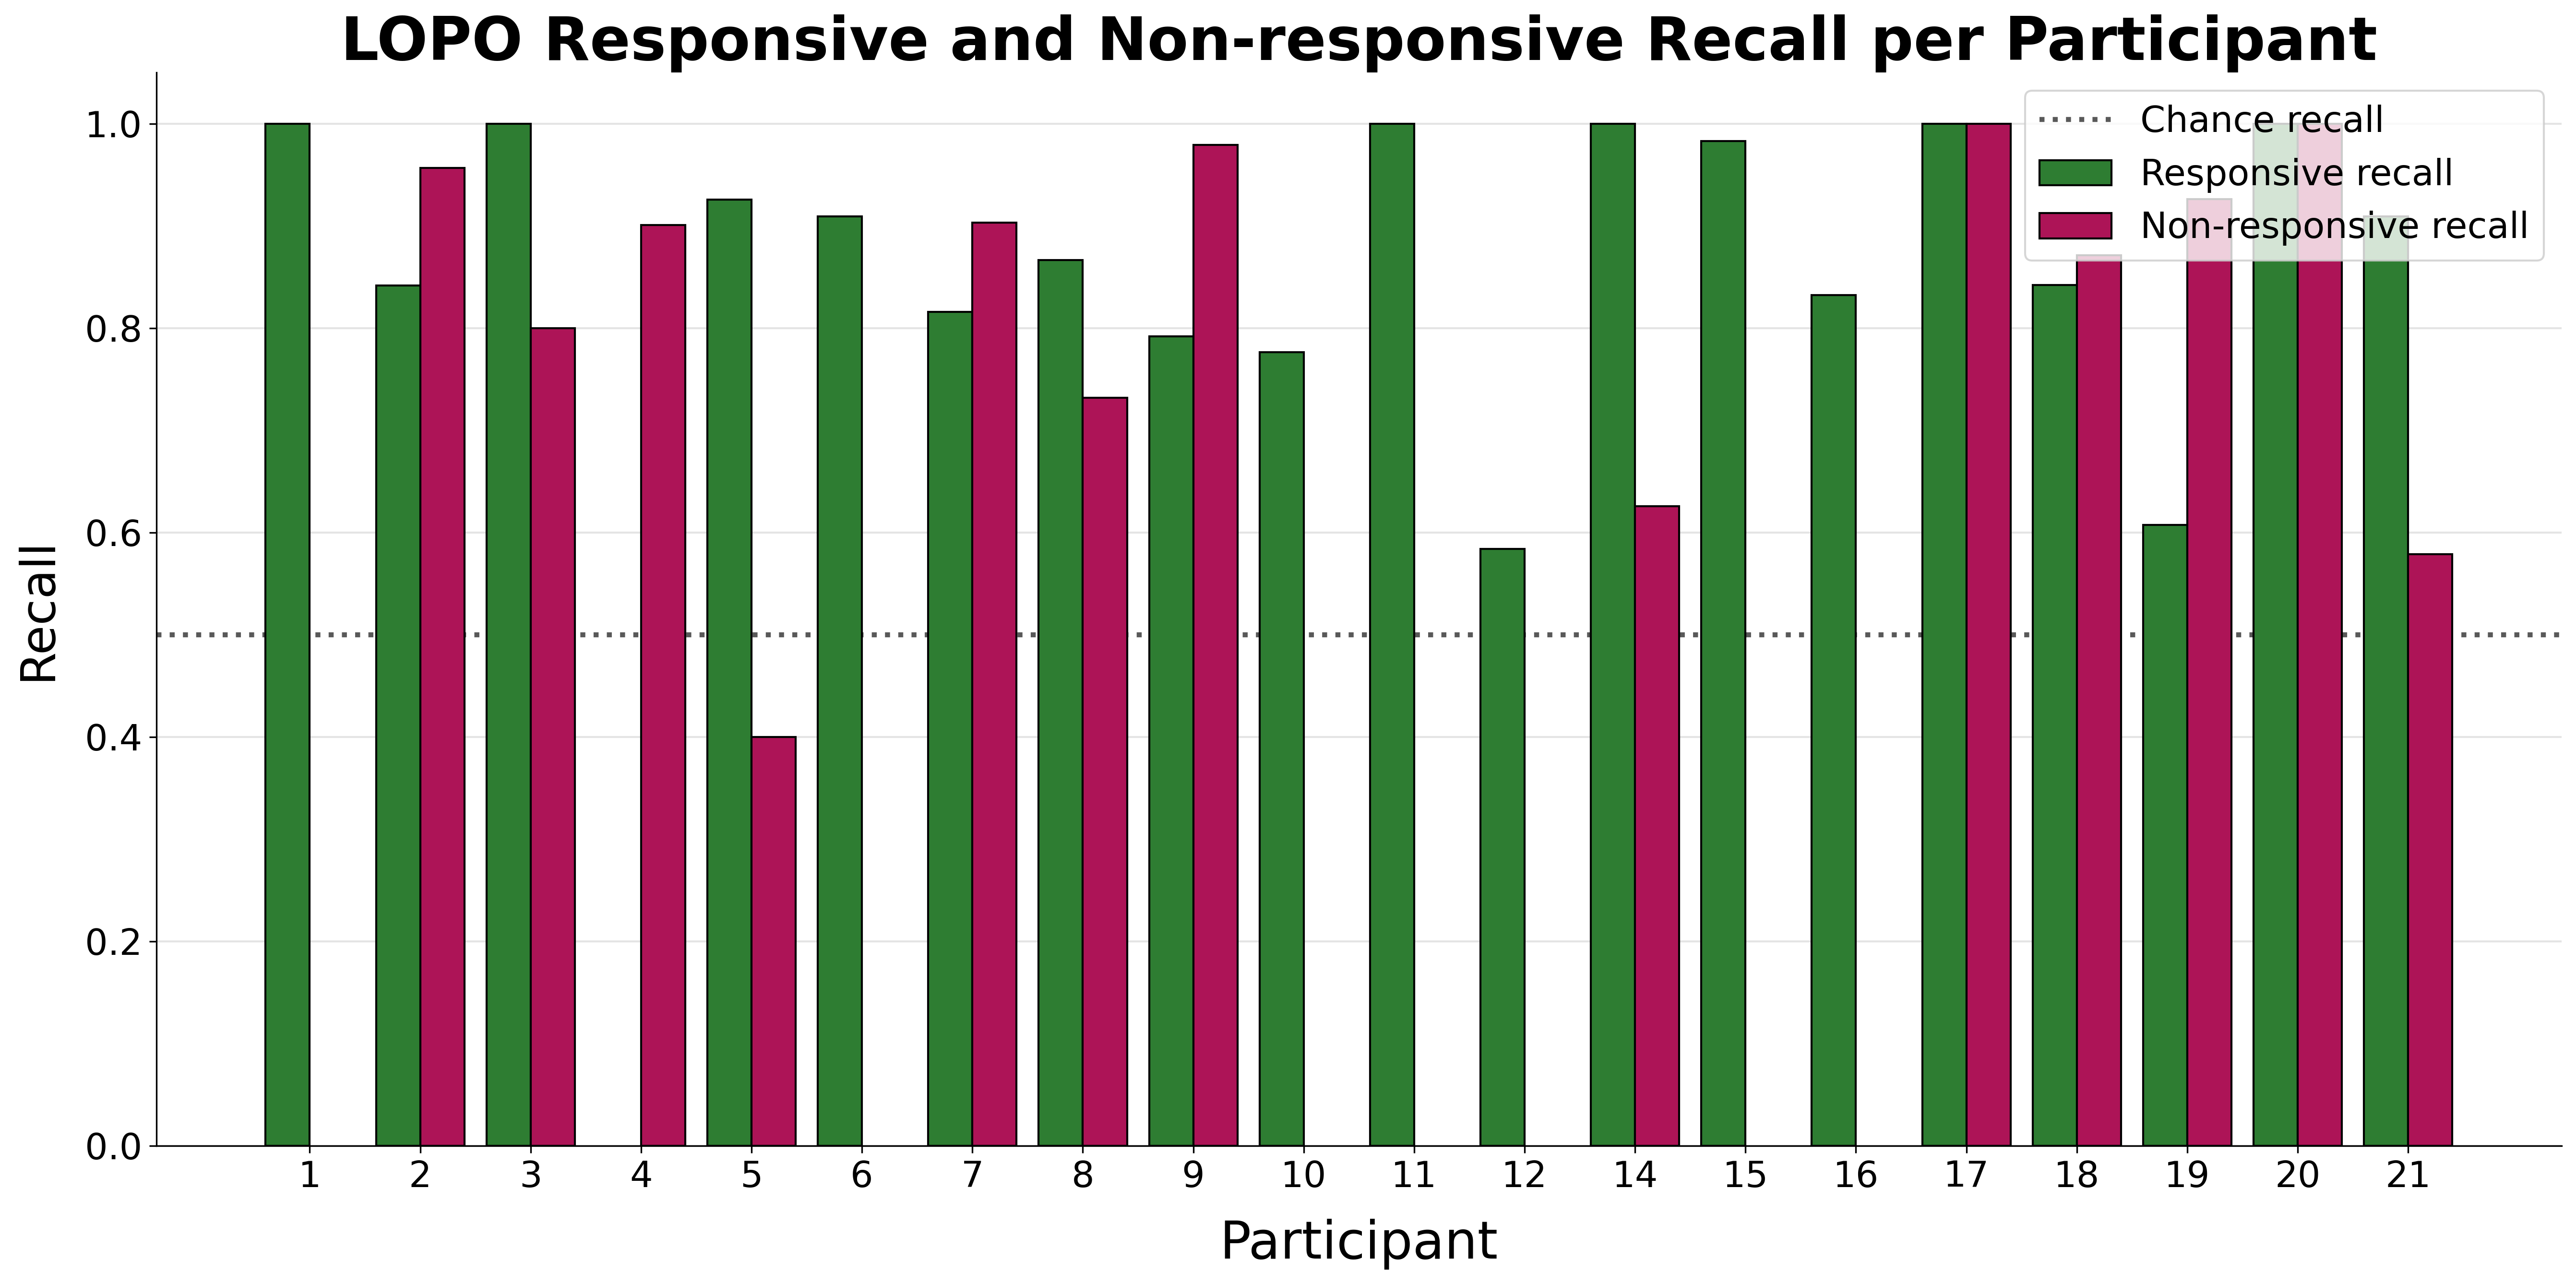 LOPO Responsive and Non-responsive Recall per Participant
Chance recall
Responsive recall
Non-responsive recall
1.0
0.8
0.6
0.4
0.2
0.0
Recall
1 2 3 4 5 6 7 8 9 10 11 12 14 15 16 17 18 19 20 21
Participant